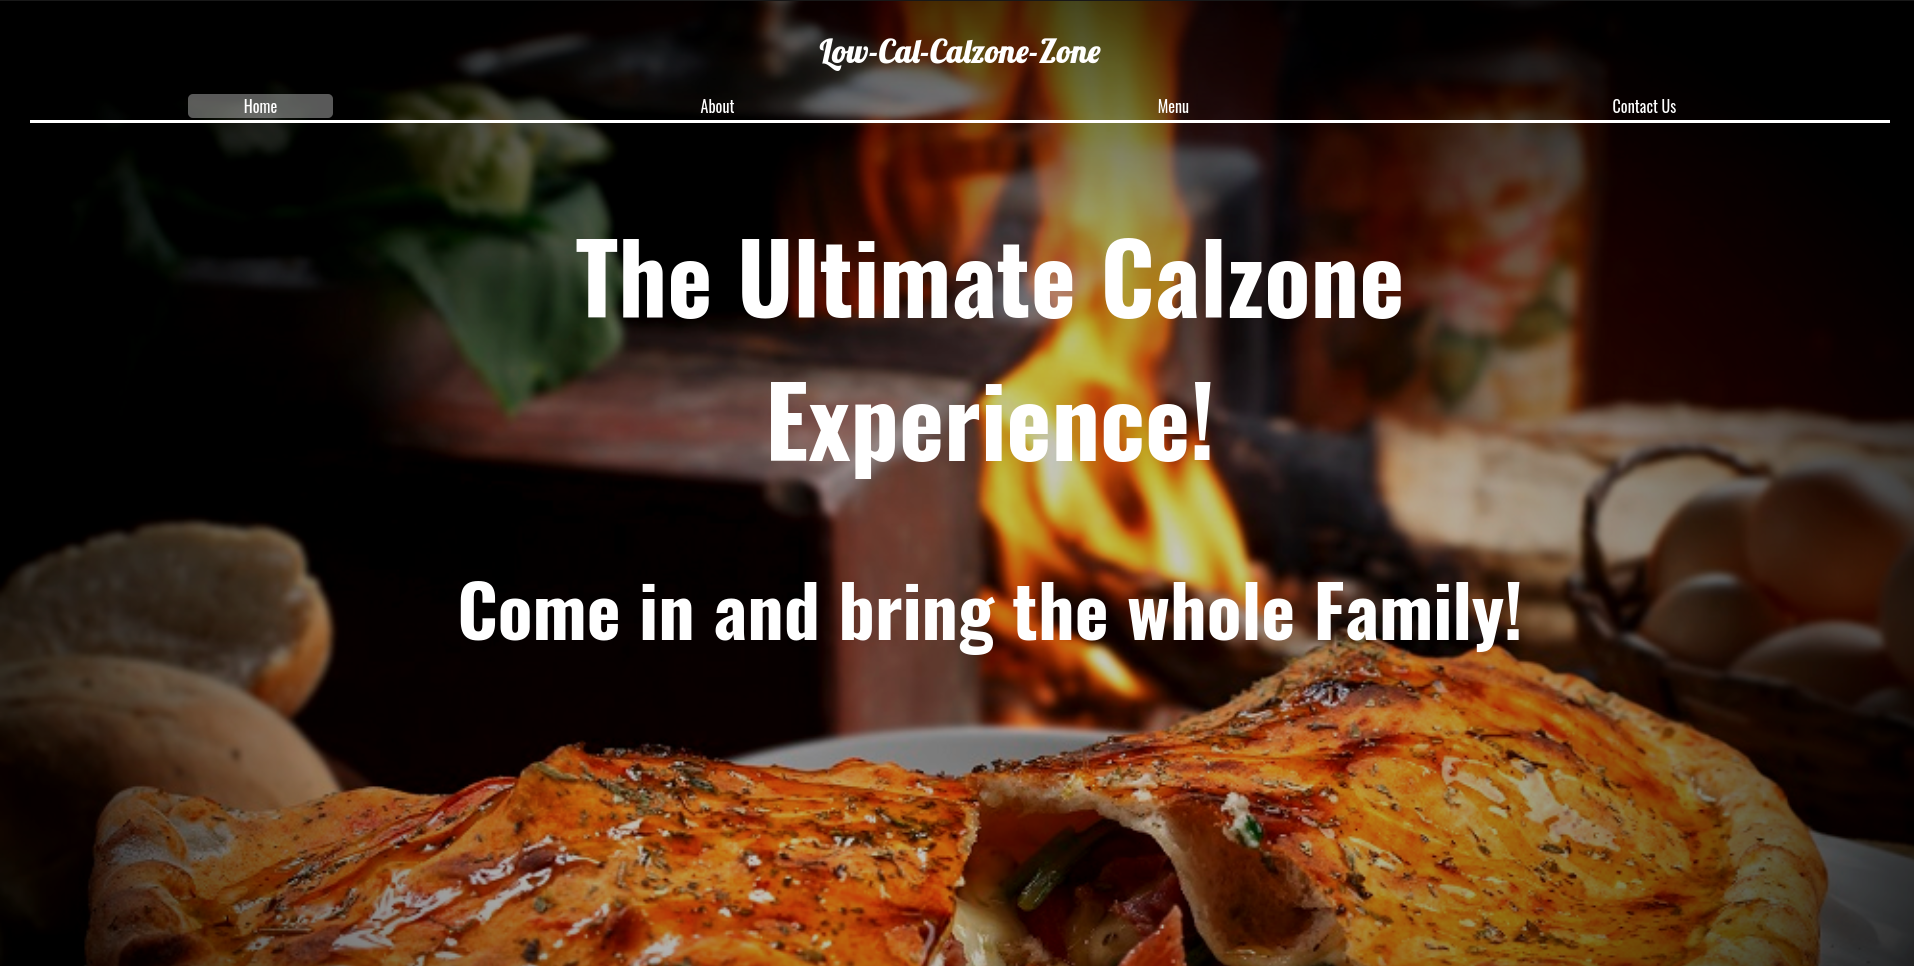 Low-Cal-Calzone-Zone
Home About Menu Contact Us
The Ultimate Calzone
Experience!
Come in and bring the whole Family!